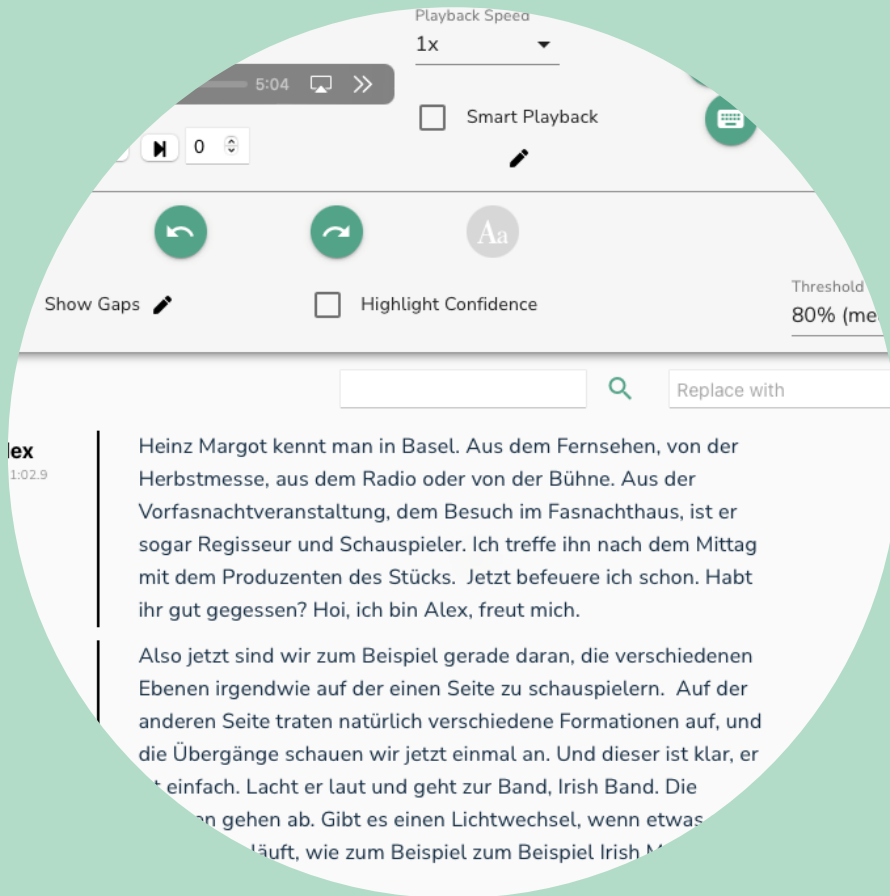 Playback Speed
1x
5:04
Smart Playback
0
Aa
Show Gaps
Highlight Confidence
Threshold
80% (me
Replace with
lex
1:02.9
Heinz Margot kennt man in Basel. Aus dem Fernsehen, von der
Herbstmesse, aus dem Radio oder von der Bühne. Aus der
Vorfasnachtveranstaltung, dem Besuch im Fasnachthaus, ist er
sogar Regisseur und Schauspieler. Ich treffe ihn nach dem Mittag
mit dem Produzenten des Stücks.  Jetzt befeuere ich schon. Habt
ihr gut gegessen? Hoi, ich bin Alex, freut mich.
Also jetzt sind wir zum Beispiel gerade daran, die verschiedenen
Ebenen irgendwie auf der einen Seite zu schauspielern.  Auf der
anderen Seite traten natürlich verschiedene Formationen auf, und
die Übergänge schauen wir jetzt einmal an. Und dieser ist klar, er
einfach. Lacht er laut und geht zur Band, Irish Band. Die
gehen ab. Gibt es einen Lichtwechsel, wenn etwas
läuft, wie zum Beispiel zum Beispiel Irish